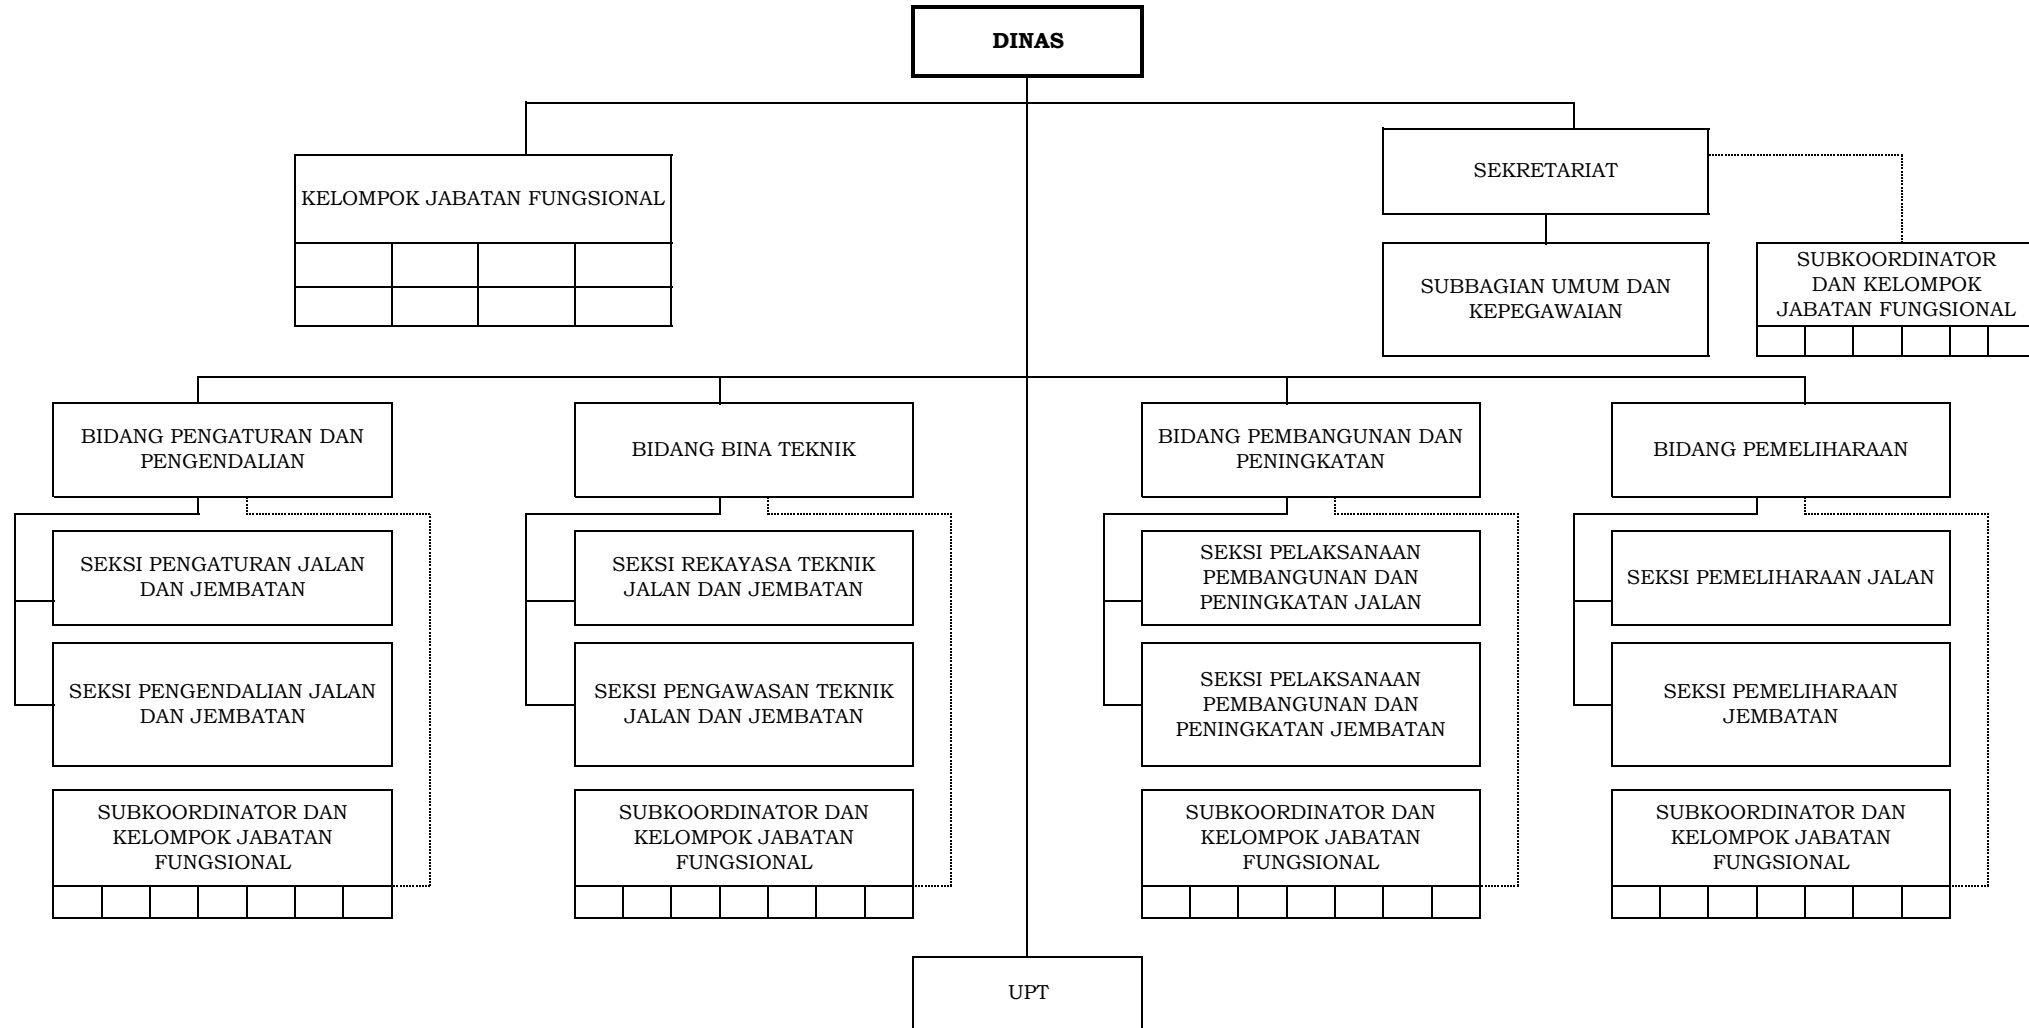 DINAS
KELOMPOK JABATAN FUNGSIONAL
SEKRETARIAT
SUBBAGIAN UMUM DAN
KEPEGAWAIAN
SUBKOORDINATOR
DAN KELOMPOK
JABATAN FUNGSIONAL
BIDANG PENGATURAN DAN
PENGENDALIAN
BIDANG BINA TEKNIK
BIDANG PEMBANGUNAN DAN
PENINGKATAN
BIDANG PEMELIHARAAN
SEKSI PENGATURAN JALAN
DAN JEMBATAN
SEKSI REKAYASA TEKNIK
JALAN DAN JEMBATAN
SEKSI PELAKSANAAN
PEMBANGUNAN DAN
PENINGKATAN JALAN
SEKSI PEMELIHARAAN JALAN
SEKSI PENGENDALIAN JALAN
DAN JEMBATAN
SEKSI PENGAWASAN TEKNIK
JALAN DAN JEMBATAN
SEKSI PELAKSANAAN
PEMBANGUNAN DAN
PENINGKATAN JEMBATAN
SEKSI PEMELIHARAAN
JEMBATAN
SUBKOORDINATOR DAN
KELOMPOK JABATAN
FUNGSIONAL
SUBKOORDINATOR DAN
KELOMPOK JABATAN
FUNGSIONAL
SUBKOORDINATOR DAN
KELOMPOK JABATAN
FUNGSIONAL
SUBKOORDINATOR DAN
KELOMPOK JABATAN
FUNGSIONAL
UPT